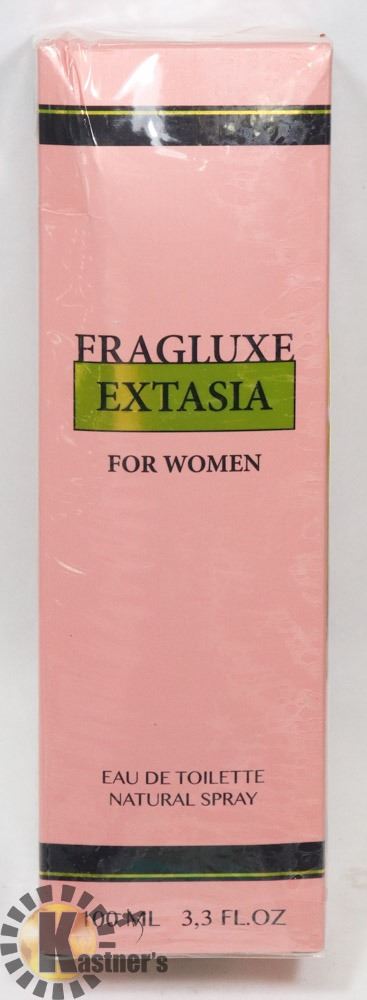 FRAGLUXE
EXTASIA
FOR WOMEN
EAU DE TOILETTE
NATURAL SPRAY
100 ML 3,3 FL.OZ
Kastner's